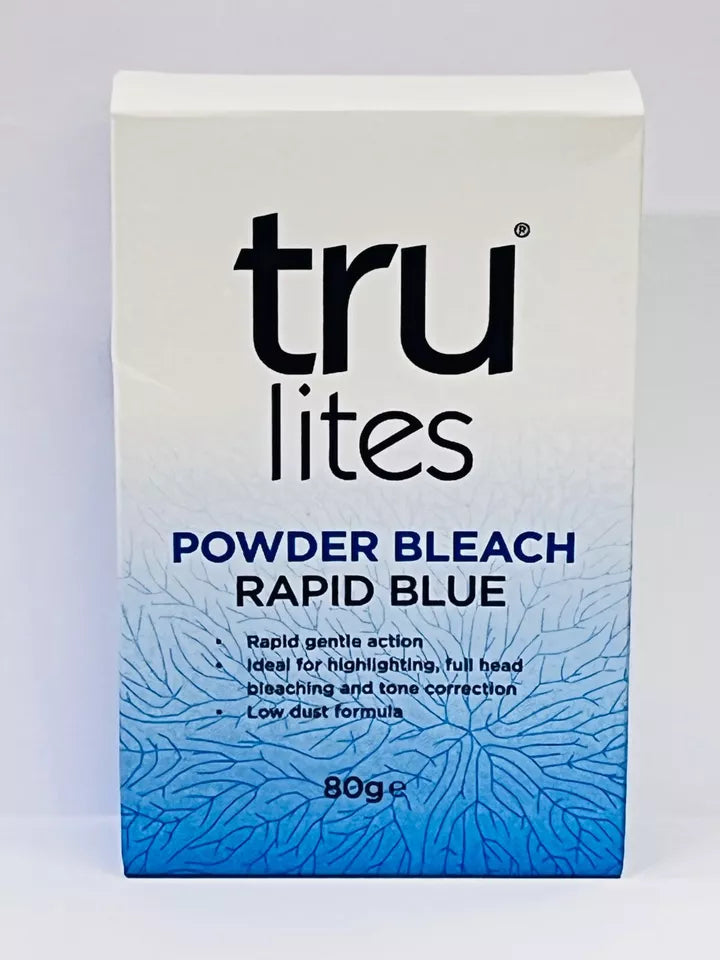 tru®
lites
POWDER BLEACH
RAPID BLUE
• Rapid gentle action
• Ideal for highlighting, full head
bleaching and tone correction
• Low dust formula
80g℮